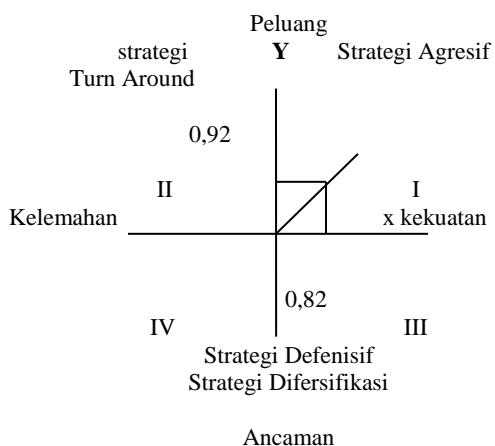 Peluang
strategi Y Strategi Agresif
Turn Around
0,92
II I
Kelemahan x kekuatan
0,82
IV III
Strategi Defenisif
Strategi Difersifikasi
Ancaman